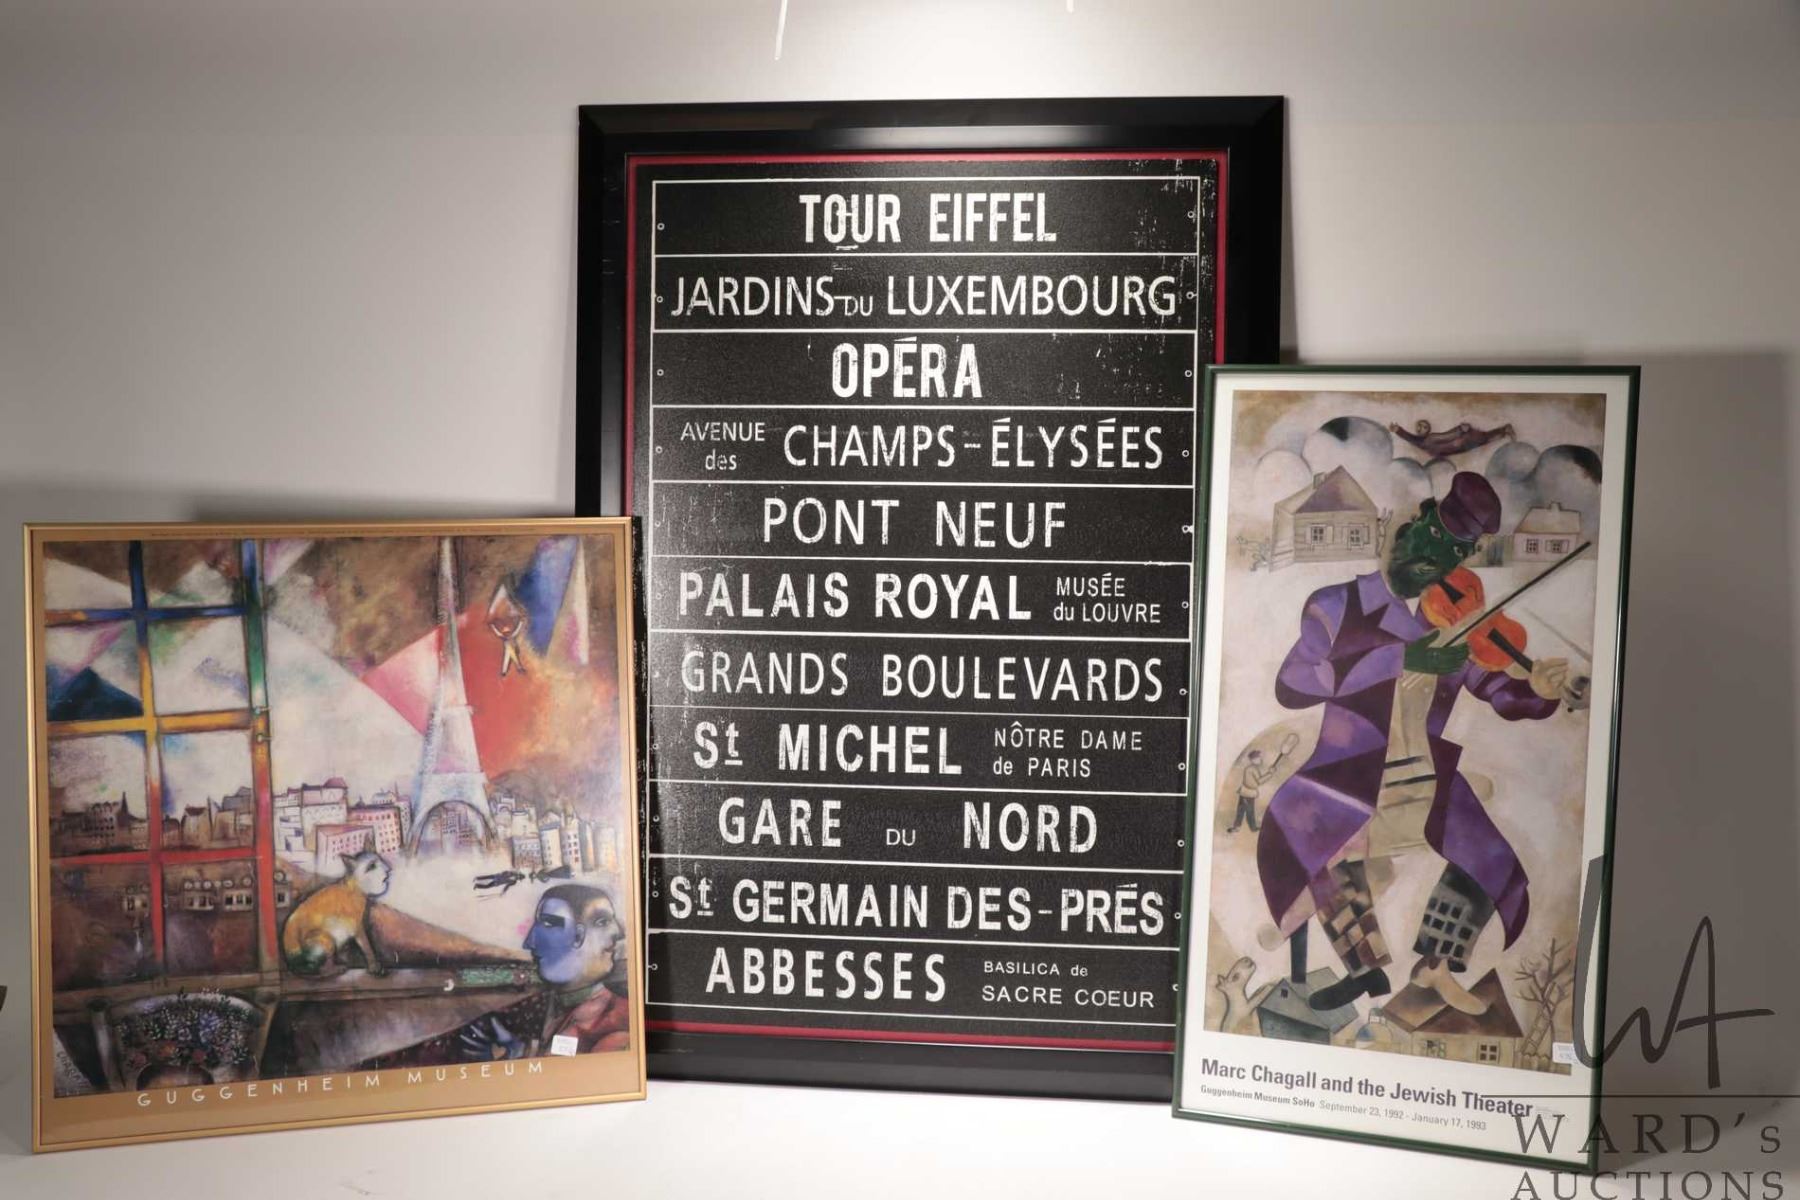 TOUR EIFFEL
JARDINS DU LUXEMBOURG
OPÉRA
AVENUE des CHAMPS-ÉLYSÉES
PONT NEUF
PALAIS ROYAL MUSÉE du LOUVRE
GRANDS BOULEVARDS
St MICHEL NÔTRE DAME de PARIS
GARE DU NORD
St GERMAIN DES-PRÉS
ABBESSES BASILICA de SACRE COEUR
GUGGENHEIM MUSEUM
Marc Chagall and the Jewish Theater
Guggenheim Museum SoHo September 23, 1992 - January 17, 1993
WA
WARD's
AUCTIONS